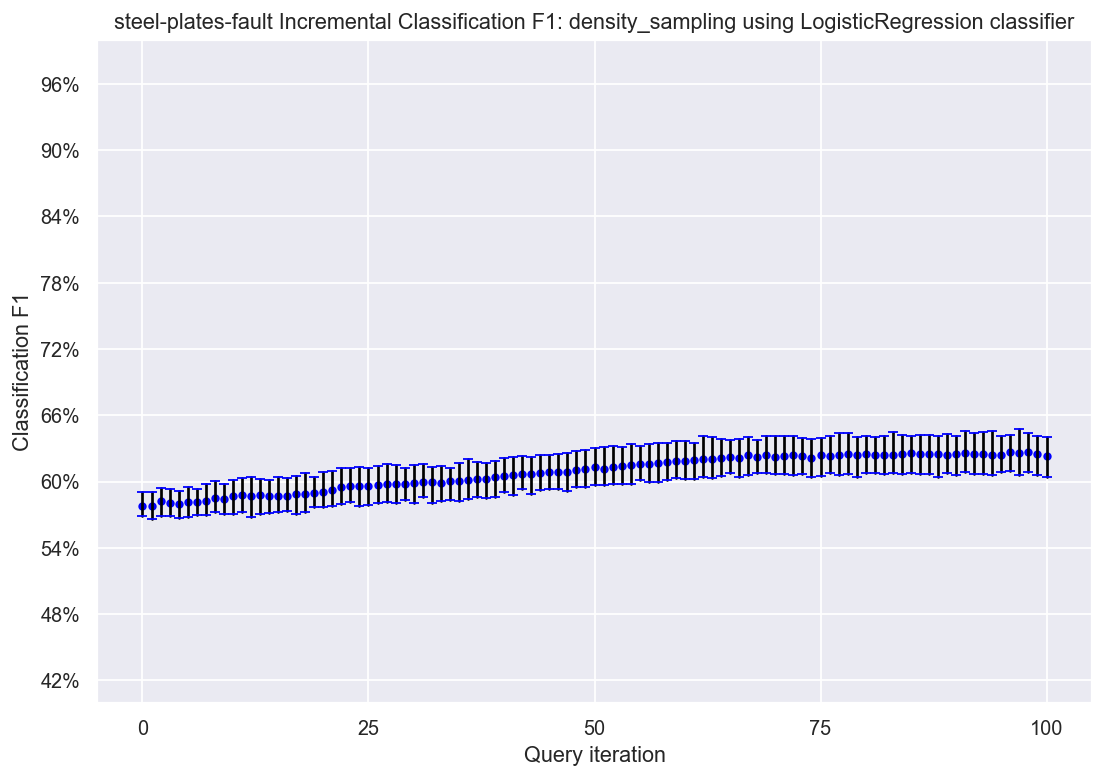 steel-plates-fault Incremental Classification F1: density_sampling using LogisticRegression classifier
96%
90%
84%
78%
72%
66%
60%
54%
48%
42%
Classification F1
0 25 50 75 100
Query iteration